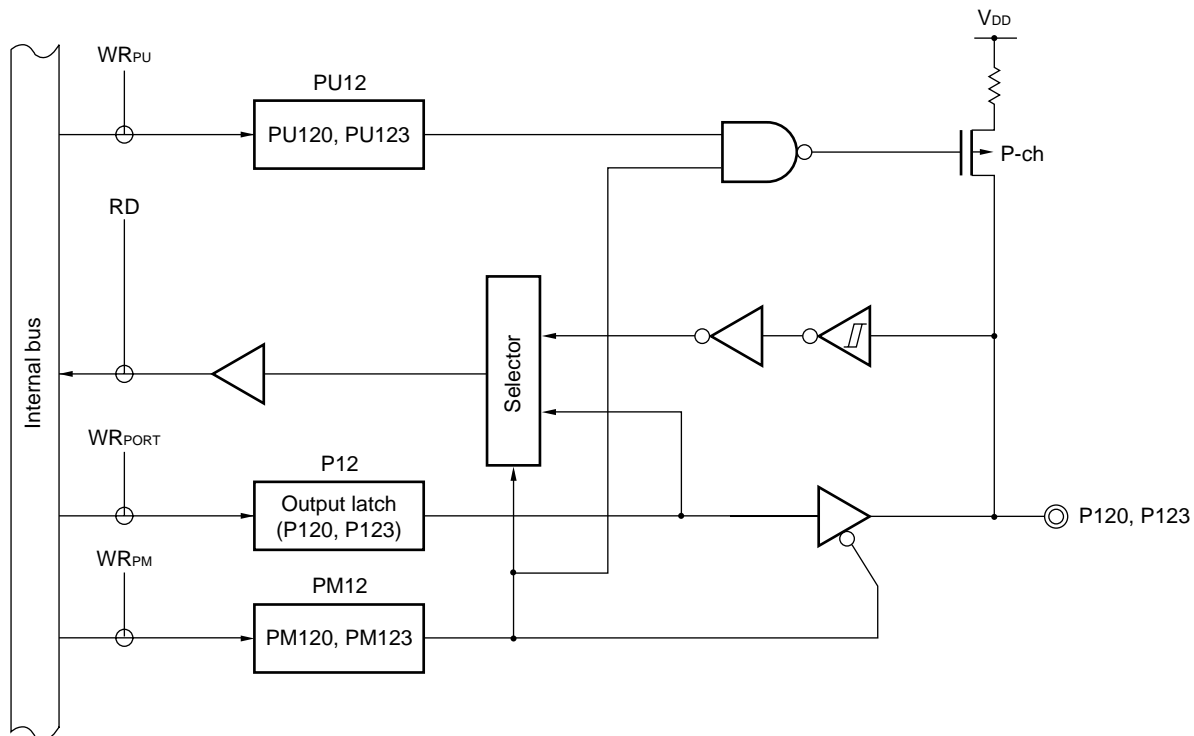 VDD
WRPU
PU12
PU120, PU123
P-ch
RD
Internal bus
Selector
WRPORT
P12
Output latch
(P120, P123)
P120, P123
WRPM
PM12
PM120, PM123